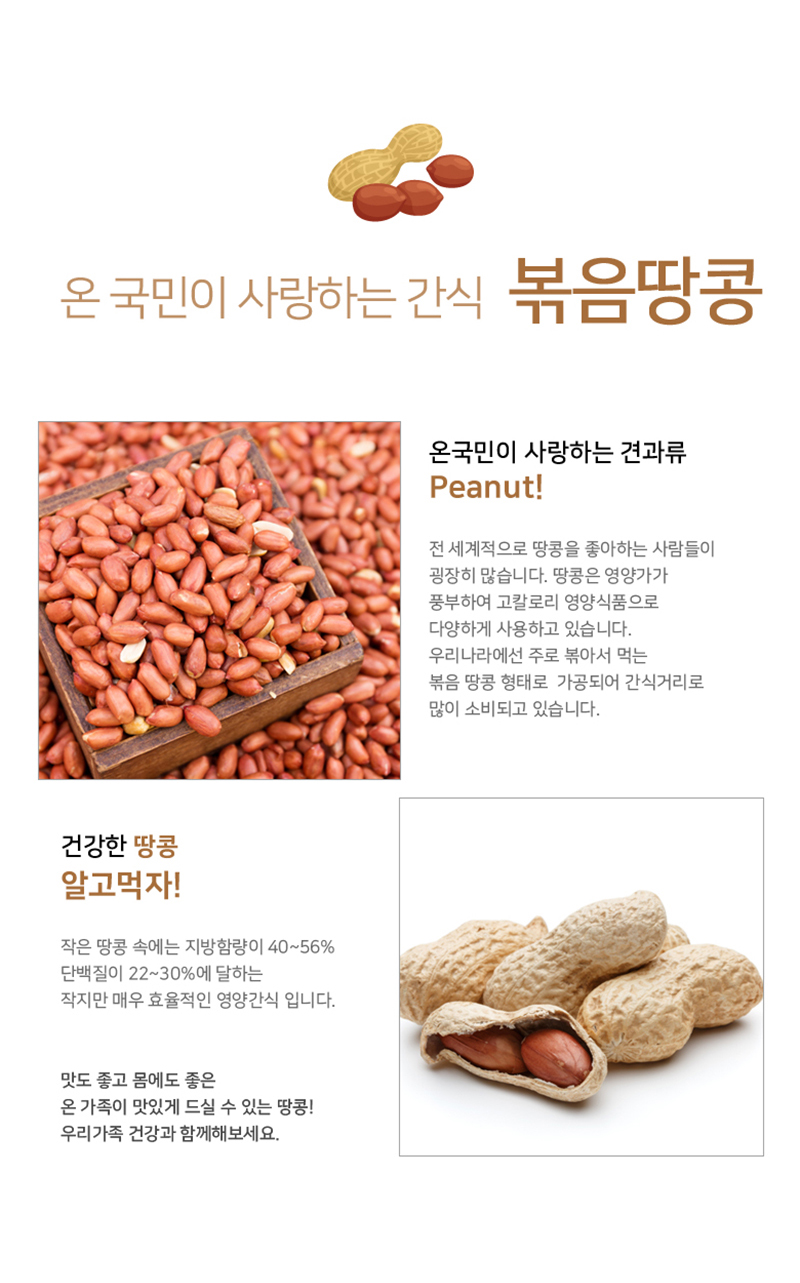 온 국민이 사랑하는 간식 볶음땅콩
온국민이 사랑하는 견과류
Peanut!
전 세계적으로 땅콩을 좋아하는 사람들이
굉장히 많습니다. 땅콩은 영양가가
풍부하여 고칼로리 영양식품으로
다양하게 사용하고 있습니다.
우리나라에선 주로 볶아서 먹는
볶음 땅콩 형태로 가공되어 간식거리로
많이 소비되고 있습니다.
건강한 땅콩
알고먹자!
작은 땅콩 속에는 지방함량이 40~56%
단백질이 22~30%에 달하는
작지만 매우 효율적인 영양간식 입니다.
맛도 좋고 몸에도 좋은
온 가족이 맛있게 드실 수 있는 땅콩!
우리가족 건강과 함께해보세요.